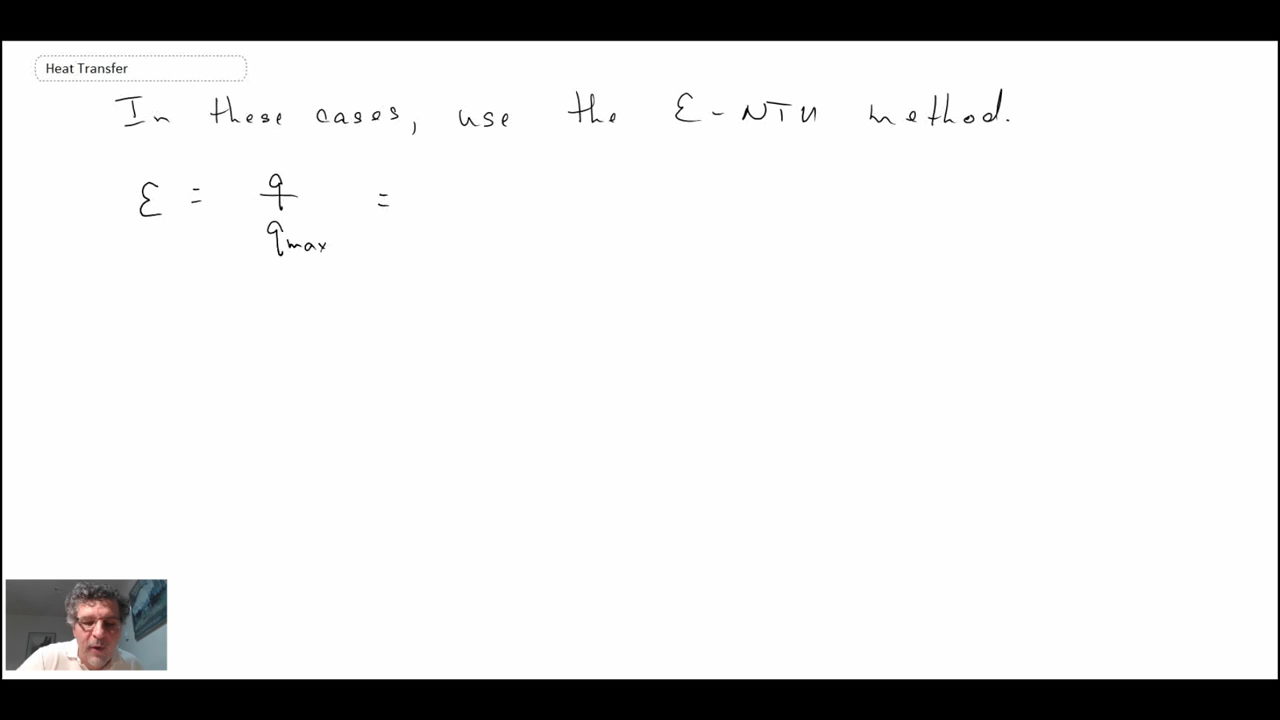 Heat Transfer
In these cases, use the ε-NTU method.
ε = q / qmax =